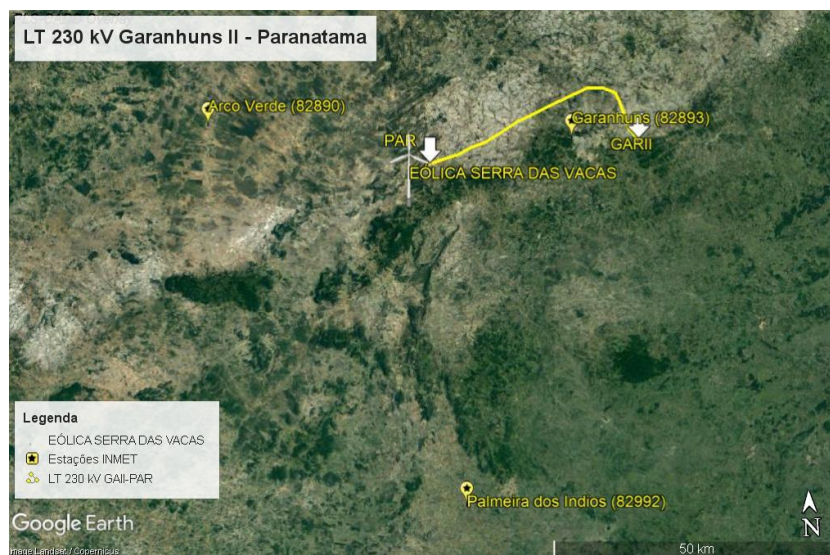 LT 230 kV Garanhuns II - Paranatama
Arco Verde (82890)
Garanhuns (82893)
PAR
GARII
EÓLICA SERRA DAS VACAS
Legenda
EÓLICA SERRA DAS VACAS
Estações INMET
LT 230 kV GAII-PAR
Palmeira dos Indios (82992)
Google Earth
N
Image Landsat / Copernicus
50 km